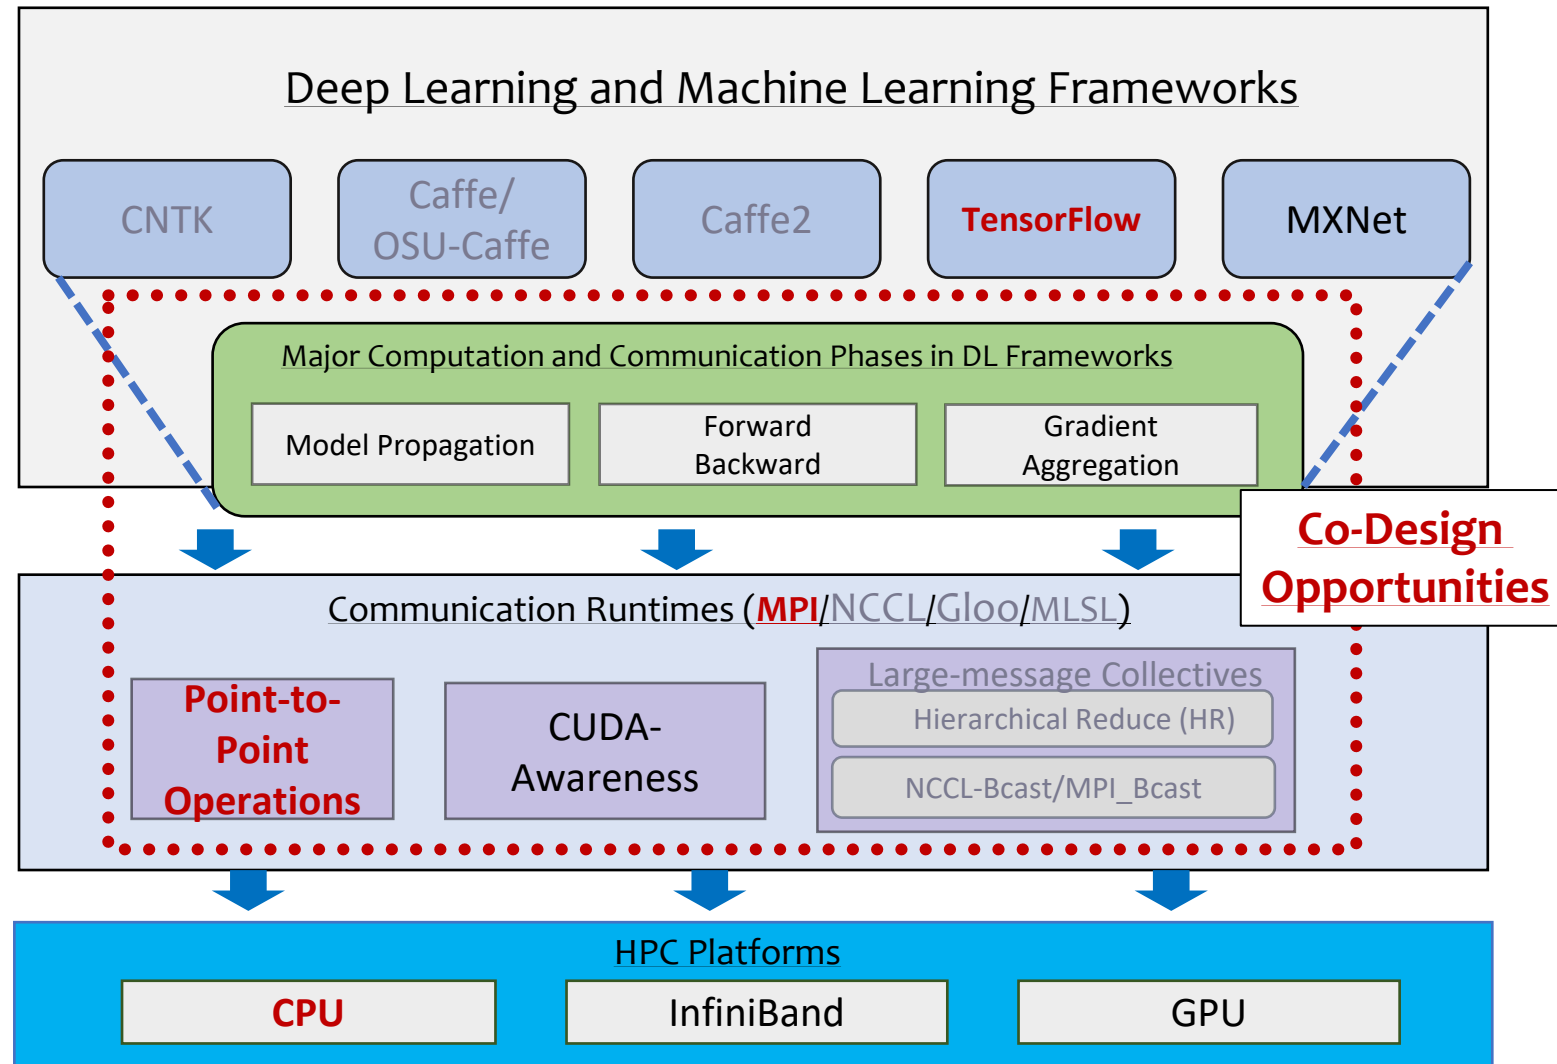 Deep Learning and Machine Learning Frameworks
CNTK
Caffe/
OSU-Caffe
Caffe2
TensorFlow
MXNet
Major Computation and Communication Phases in DL Frameworks
Model Propagation
Forward
Backward
Gradient
Aggregation
Co-Design
Opportunities
Communication Runtimes (MPI/NCCL/Gloo/MLSL)
Point-to-
Point
Operations
CUDA-
Awareness
Large-message Collectives
Hierarchical Reduce (HR)
NCCL-Bcast/MPI_Bcast
HPC Platforms
CPU
InfiniBand
GPU